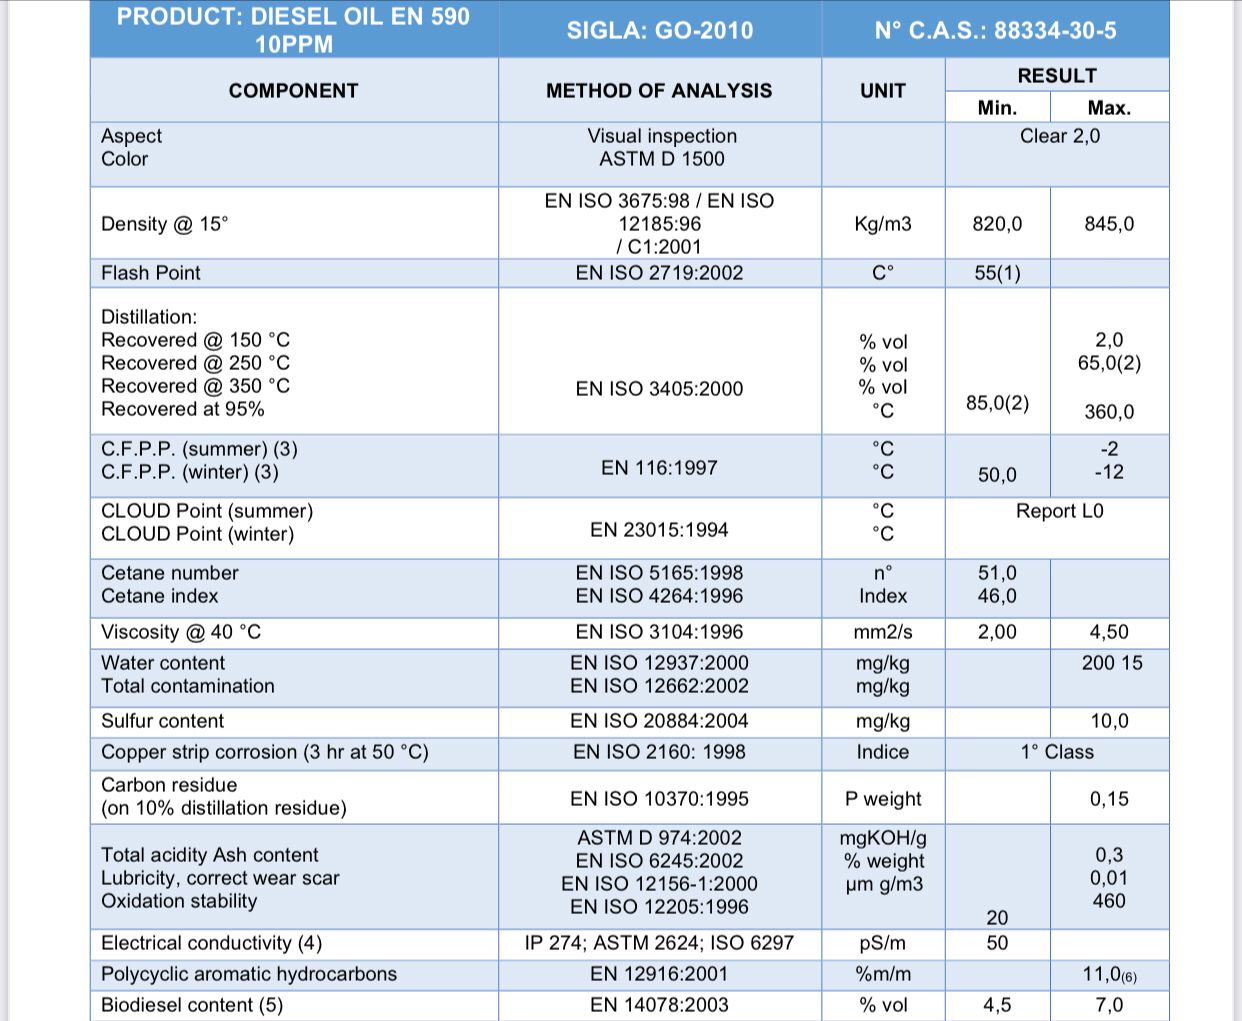 PRODUCT: DIESEL OIL EN 590
10PPM
SIGLA: GO-2010
N° C.A.S.: 88334-30-5
COMPONENT
METHOD OF ANALYSIS
UNIT
RESULT
Min.
Max.
Aspect
Color
Visual inspection
ASTM D 1500
Clear 2,0
Density @ 15°
EN ISO 3675:98 / EN ISO
12185:96
/ C1:2001
Kg/m3
820,0
845,0
Flash Point
EN ISO 2719:2002
C°
55(1)
Distillation:
Recovered @ 150 °C
Recovered @ 250 °C
Recovered @ 350 °C
Recovered at 95%
EN ISO 3405:2000
% vol
% vol
% vol
°C
85,0(2)
2,0
65,0(2)
360,0
C.F.P.P. (summer) (3)
C.F.P.P. (winter) (3)
EN 116:1997
°C
°C
50,0
-2
-12
CLOUD Point (summer)
CLOUD Point (winter)
EN 23015:1994
°C
°C
Report L0
Cetane number
Cetane index
EN ISO 5165:1998
EN ISO 4264:1996
n°
Index
51,0
46,0
Viscosity @ 40 °C
EN ISO 3104:1996
mm2/s
2,00
4,50
Water content
Total contamination
EN ISO 12937:2000
EN ISO 12662:2002
mg/kg
mg/kg
200 15
Sulfur content
EN ISO 20884:2004
mg/kg
10,0
Copper strip corrosion (3 hr at 50 °C)
EN ISO 2160: 1998
Indice
1° Class
Carbon residue
(on 10% distillation residue)
EN ISO 10370:1995
P weight
0,15
Total acidity Ash content
Lubricity, correct wear scar
Oxidation stability
ASTM D 974:2002
EN ISO 6245:2002
EN ISO 12156-1:2000
EN ISO 12205:1996
mgKOH/g
% weight
µm g/m3
20
0,3
0,01
460
Electrical conductivity (4)
IP 274; ASTM 2624; ISO 6297
pS/m
50
Polycyclic aromatic hydrocarbons
EN 12916:2001
%m/m
11,0(6)
Biodiesel content (5)
EN 14078:2003
% vol
4,5
7,0